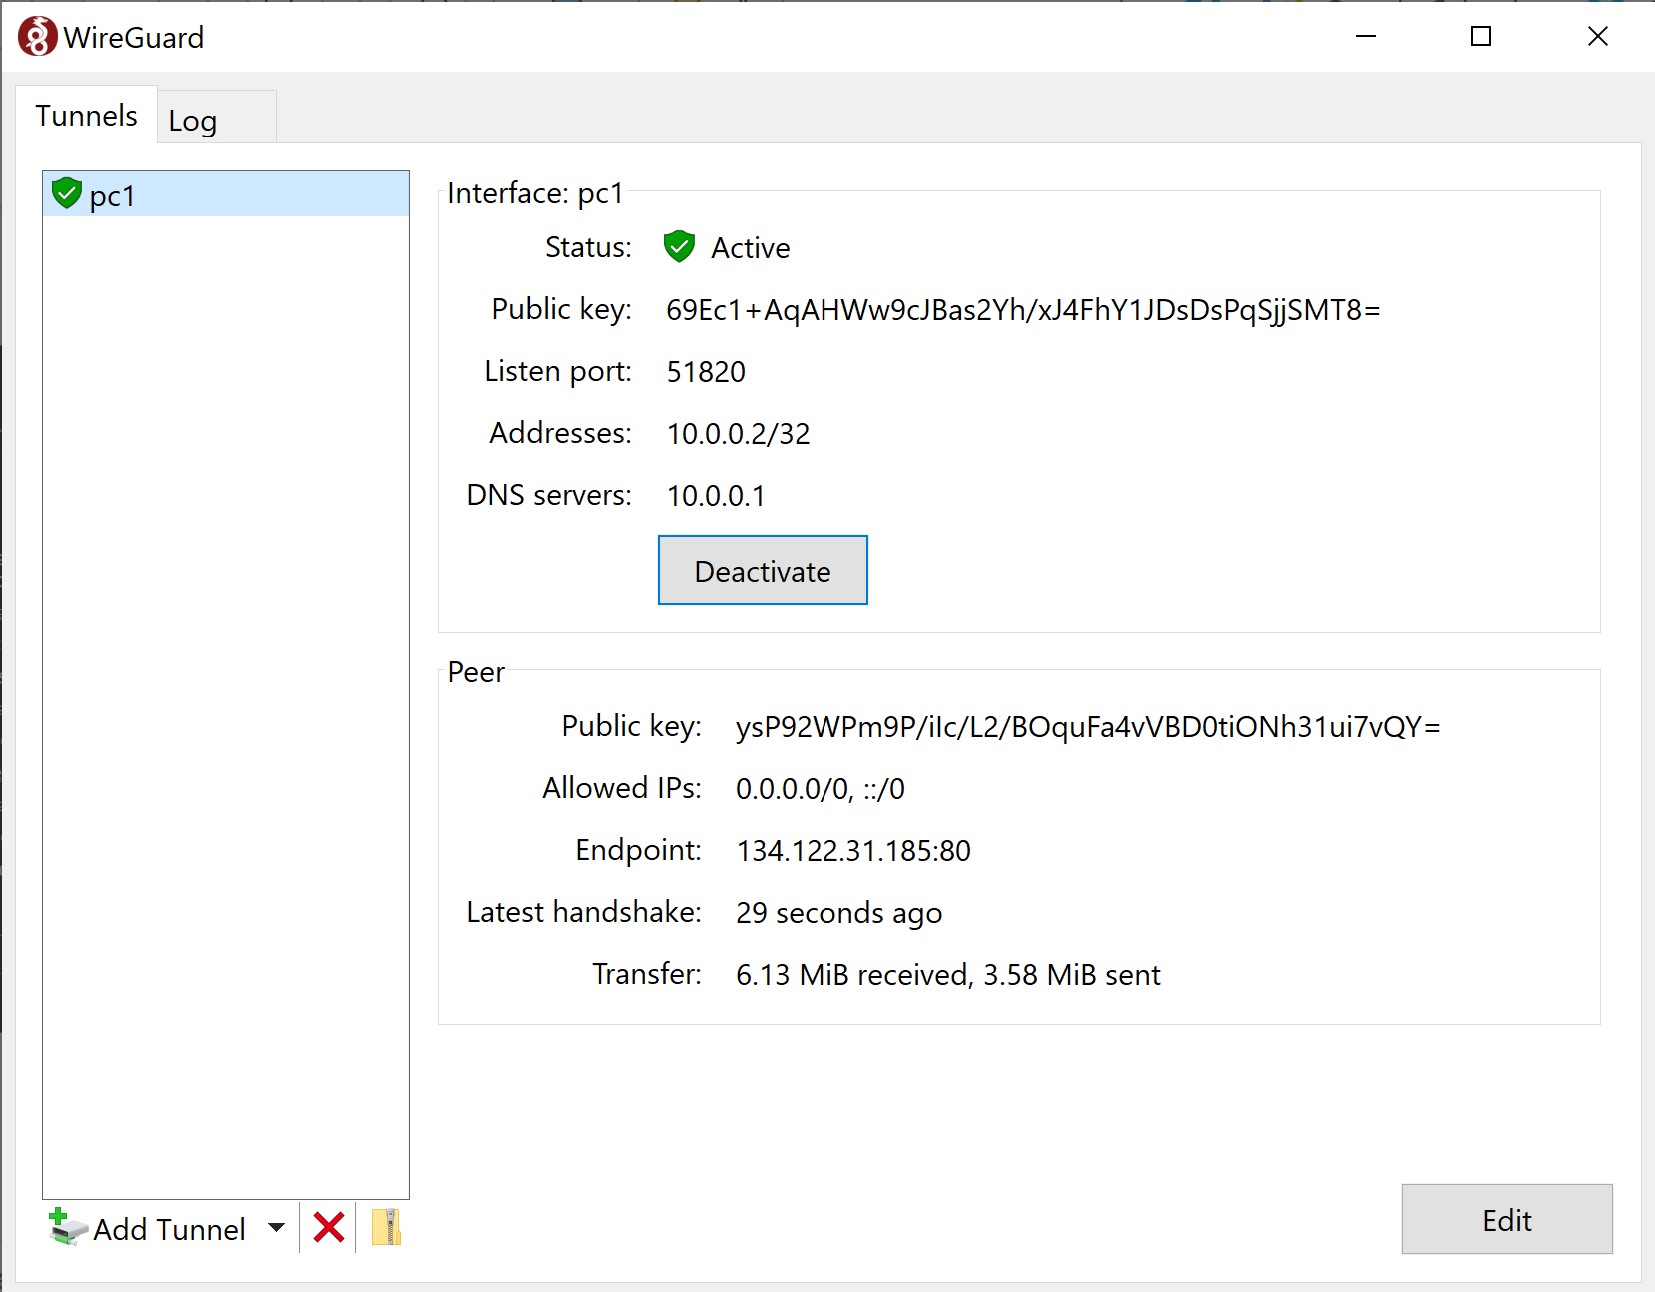 WireGuard
Tunnels
Log
pc1
Interface: pc1
Status: Active
Public key: 69Ec1+AqAHWw9cJBas2Yh/xJ4FhY1JDsDsPqSjjSMT8=
Listen port: 51820
Addresses: 10.0.0.2/32
DNS servers: 10.0.0.1
Deactivate
Peer
Public key: ysP92WPm9P/iIc/L2/BOquFa4vVBD0tiONh31ui7vQY=
Allowed IPs: 0.0.0.0/0, ::/0
Endpoint: 134.122.31.185:80
Latest handshake: 29 seconds ago
Transfer: 6.13 MiB received, 3.58 MiB sent
Add Tunnel
Edit